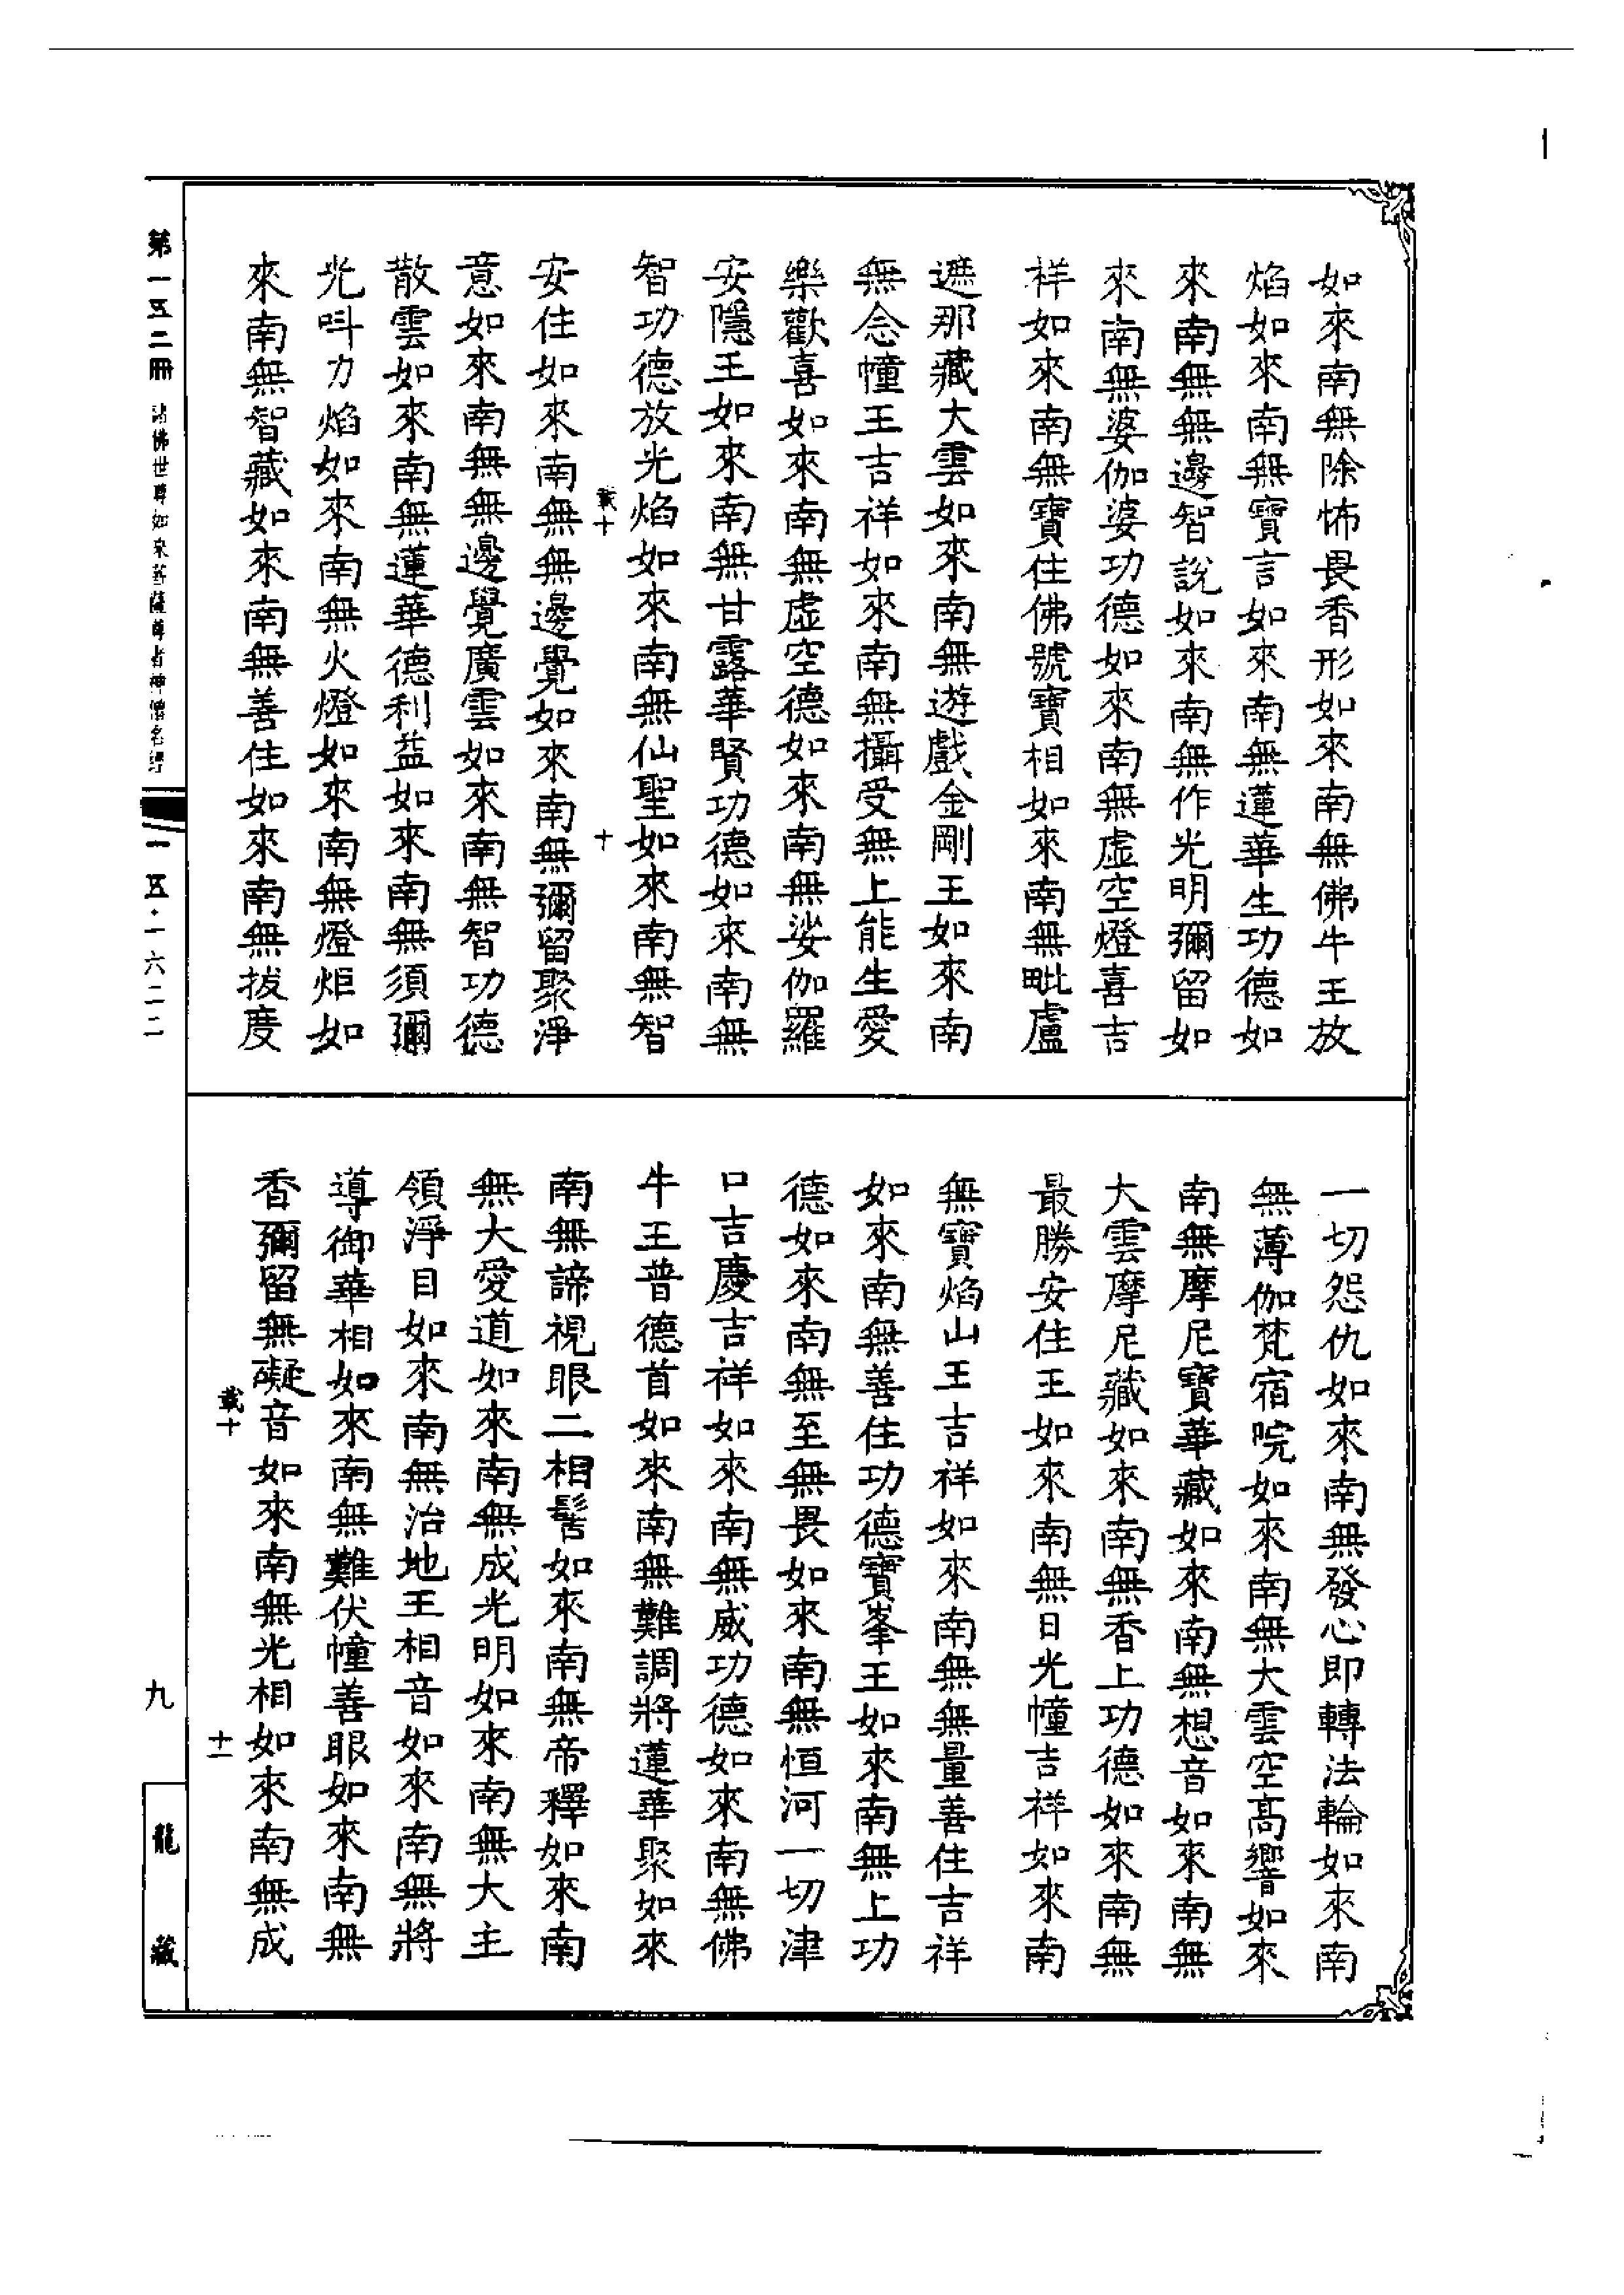 如來南無除怖畏香形如來南無佛牛王放
焰如來南無寶言如來南無蓮華生功德如
來南無無邊智說如來南無作光明彌留如
來南無婆伽婆功德如來南無虛空燈喜吉
祥如來南無寶住佛號寶相如來南無毗盧
遮那藏大雲如來南無遊戲金剛王如來南
無念幢王吉祥如來南無攝受無上能生愛
樂歡喜如來南無虛空德如來南無娑伽羅
安隱王如來南無甘露華賢功德如來南無
智功德放光焰如來南無仙聖如來南無智
載十
十
安住如來南無無邊覺如來南無彌留聚淨
意如來南無無邊覺廣雲如來南無智功德
散雲如來南無蓮華德利益如來南無須彌
光呌力焰如來南無火燈如來南無燈炬如
來南無智藏如來南無善住如來南無拔度
一切怨仇如來南無發心即轉法輪如來南
無薄伽梵宿院如來南無大雲空高響如來
南無摩尼寶華藏如來南無想音如來南無
大雲摩尼藏如來南無香上功德如來南無
最勝安住王如來南無日光幢吉祥如來南
無寶焰山王吉祥如來南無無量善住吉祥
如來南無善住功德寶峯王如來南無上功
德如來南無至無畏如來南無恒河一切津
口吉慶吉祥如來南無威功德如來南無佛
牛王普德首如來南無難調將蓮華聚如來
南無諦視眼二相髻如來南無帝釋如來南
無大愛道如來南無成光明如來南無大主
領淨目如來南無治地王相音如來南無將
導御華相如來南無難伏幢善眼如來南無
香彌留無礙音如來南無光相如來南無成
載十
十一
第一五二冊
諸佛世尊如來菩薩尊者神僧名經
一五·一六二二
九
龍藏